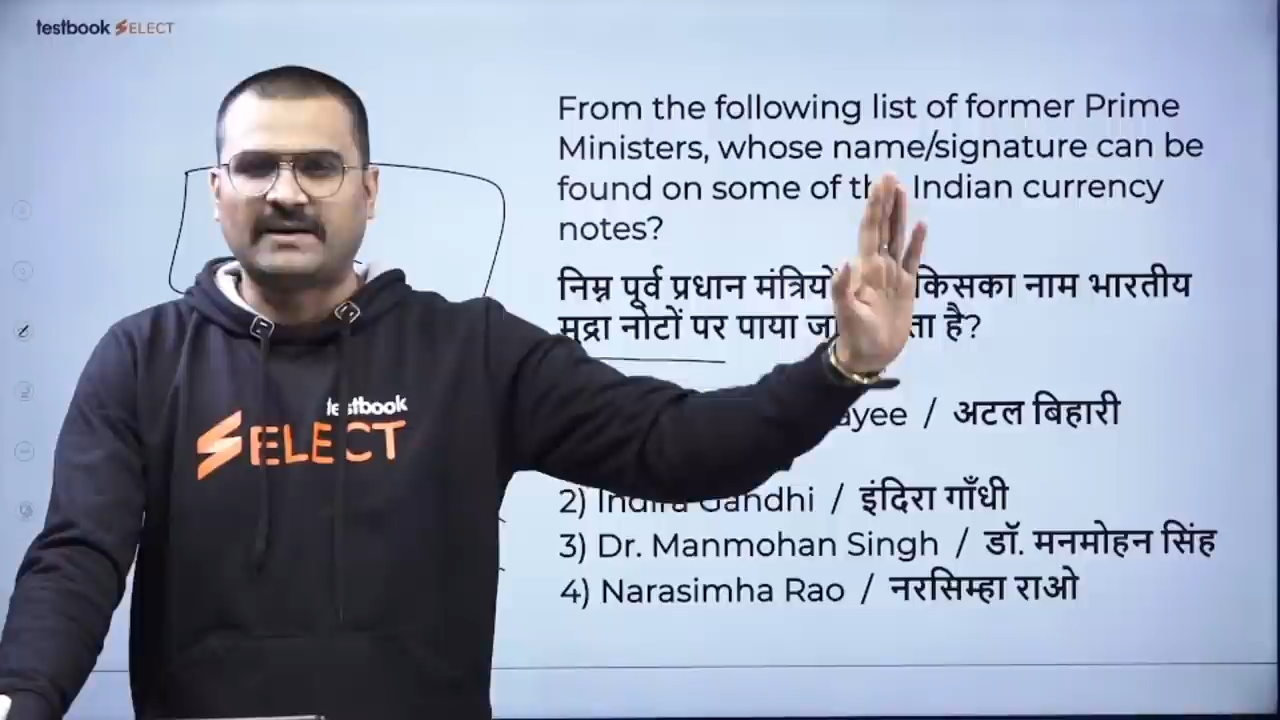 testbook SELECT
From the following list of former Prime
Ministers, whose name/signature can be
found on some of Indian currency
notes?
निम्न पूर्व प्रधान किसका नाम भारतीय
मुद्रा नोटों पर पाया है?
/ अटल बिहारी
2) Indira Gandhi / इंदिरा गाँधी
3) Dr. Manmohan Singh / डॉ. मनमोहन सिंह
4) Narasimha Rao / नरसिम्हा राओ
testbook
SELECT